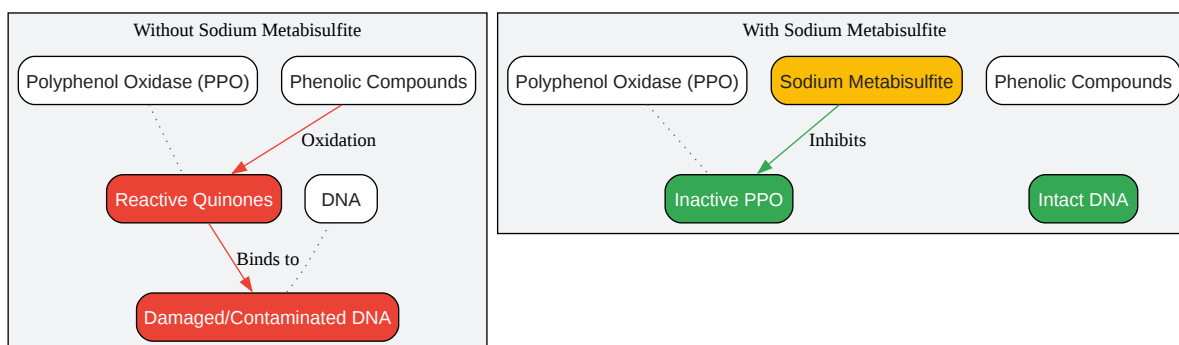 Without Sodium Metabisulfite
Polyphenol Oxidase (PPO)
Phenolic Compounds
Oxidation
Reactive Quinones
DNA
Binds to
Damaged/Contaminated DNA
With Sodium Metabisulfite
Polyphenol Oxidase (PPO)
Sodium Metabisulfite
Phenolic Compounds
Inhibits
Inactive PPO
Intact DNA